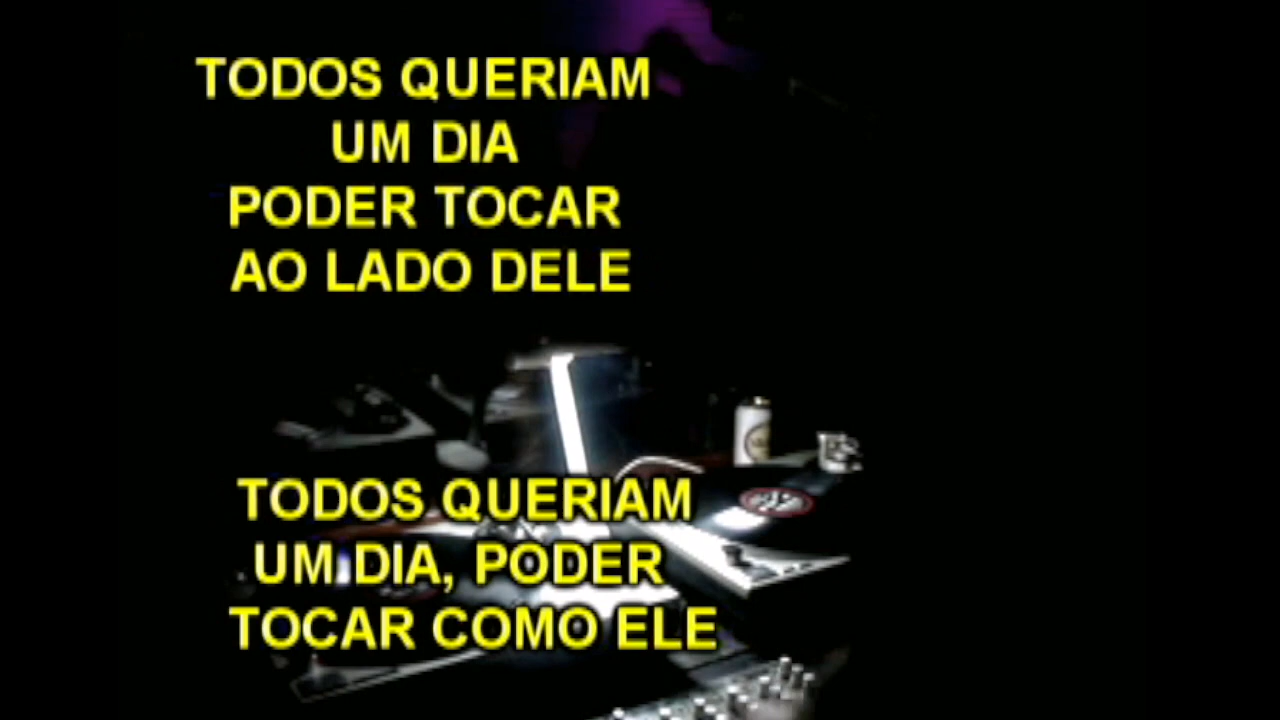 TODOS QUERIAM
UM DIA
PODER TOCAR
AO LADO DELE
TODOS QUERIAM
UM DIA, PODER
TOCAR COMO ELE